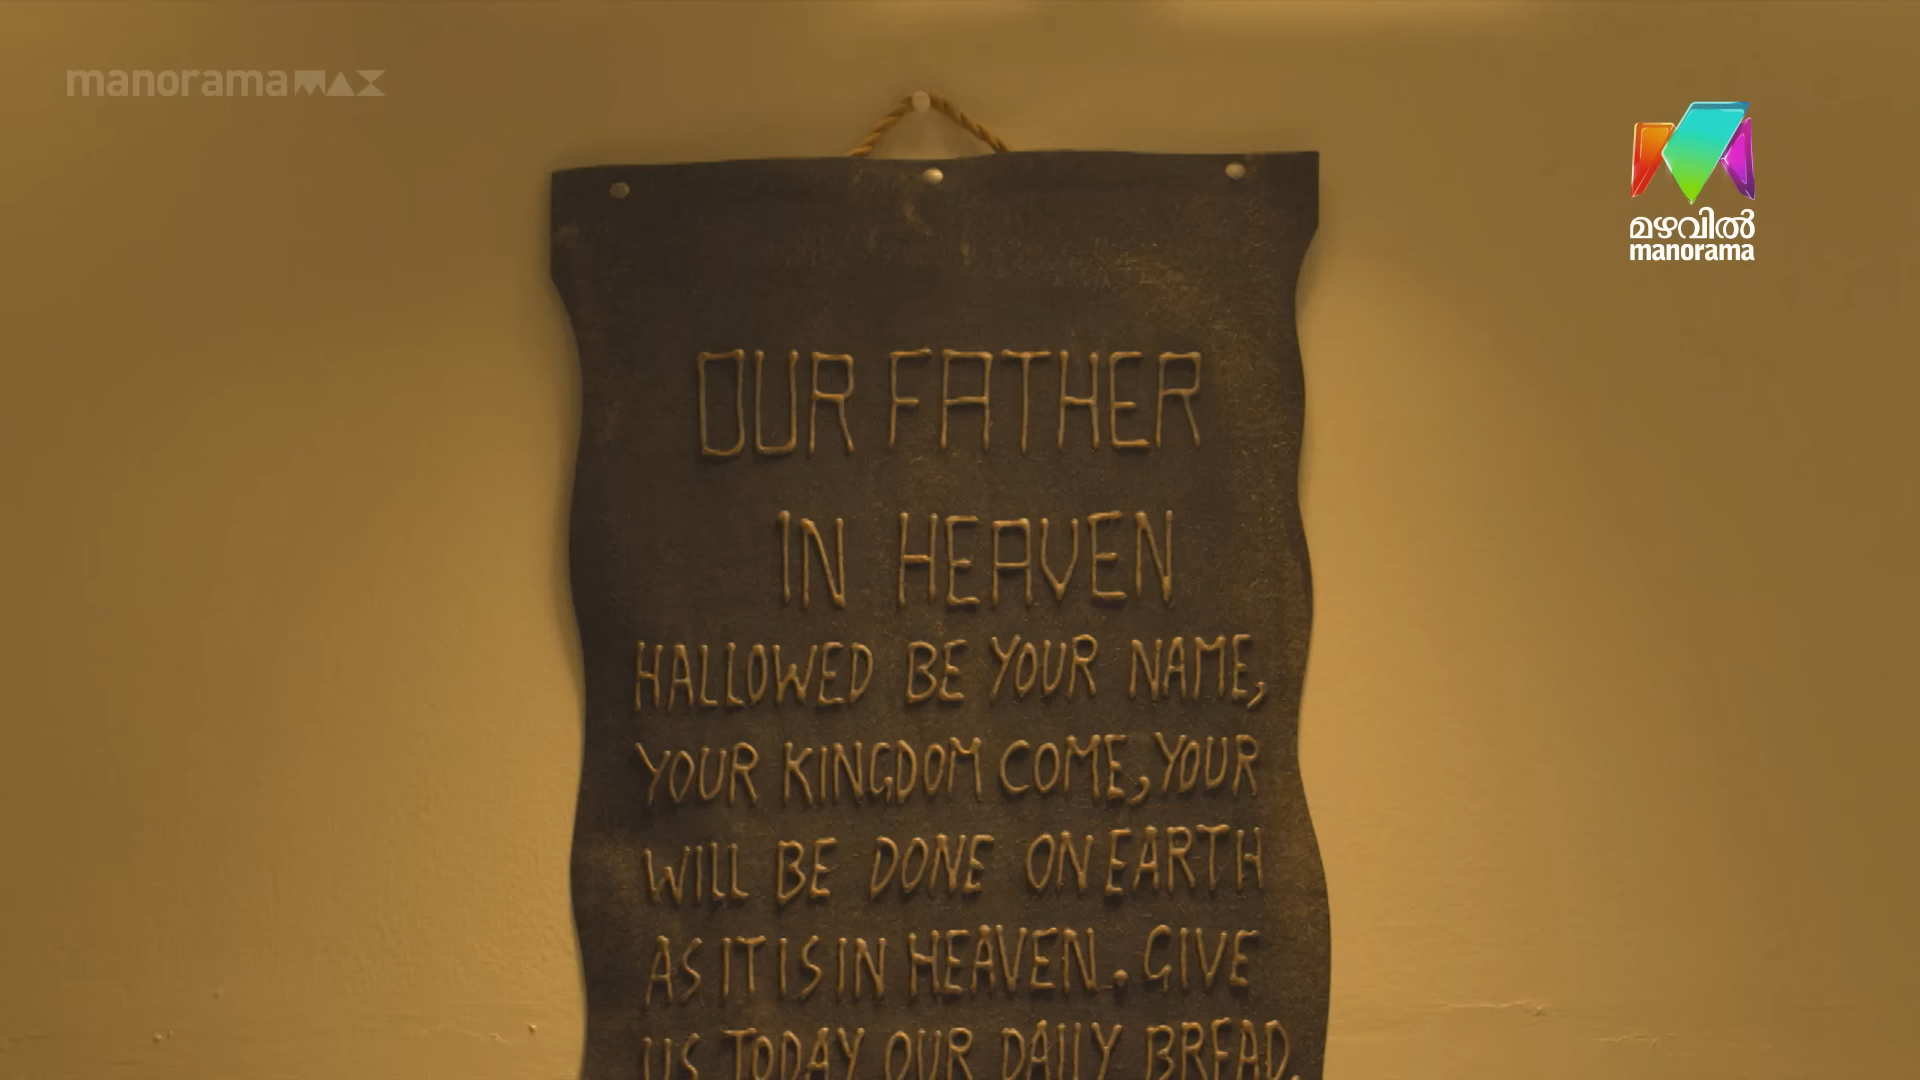 manoramaMAX
മഴവിൽ
manorama
OUR FATHER
IN HEAVEN
HALLOWED BE YOUR NAME,
YOUR KINGDOM COME, YOUR
WILL BE DONE ON EARTH
AS IT IS IN HEAVEN. GIVE
US TODAY OUR DAILY BREAD.